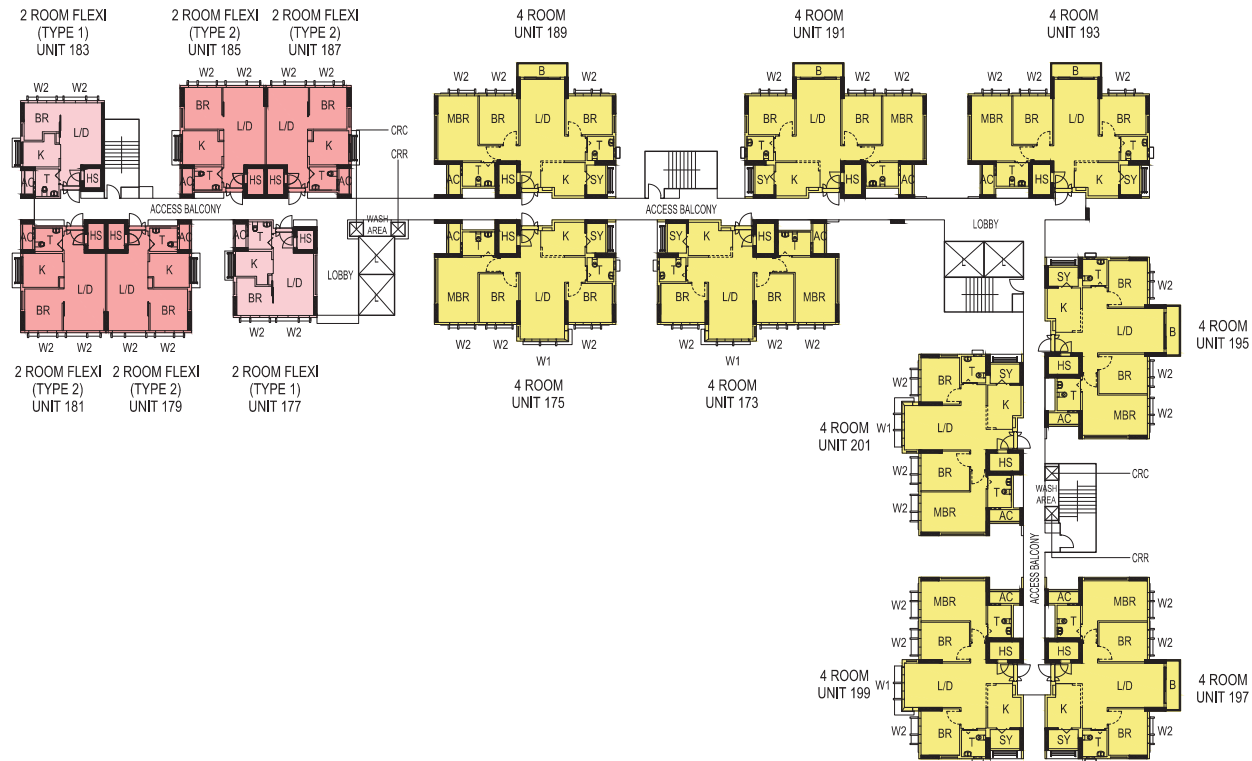 2 ROOM FLEXI
(TYPE 1)
UNIT 183
2 ROOM FLEXI
(TYPE 2)
UNIT 185
2 ROOM FLEXI
(TYPE 2)
UNIT 187
4 ROOM
UNIT 189
4 ROOM
UNIT 191
4 ROOM
UNIT 193
W2 W2
BR
L/D
K
T
HS
AC
W2 W2
BR
L/D
K
T
HS
AC
BR
L/D
K
T
HS
AC
CRC
CRR
B
W2 W2 W2
MBR BR L/D BR
T
AC T HS K SY
B
W2 W2 W2
BR L/D BR MBR
T
SY K HS T AC
B
W2 W2 W2
MBR BR L/D BR
T
AC T HS K SY
ACCESS BALCONY
ACCESS BALCONY
LOBBY
WASH
AREA
LOBBY
L
L
L L
AC T HS
K
BR L/D
W2 W2
HS T AC
K
L/D BR
W2 W2
T HS
K
BR L/D
W2 W2
AC T HS K SY
T
MBR BR L/D BR
W2 W2 W2
W1
SY K HS T AC
T
BR L/D BR MBR
W2 W2 W2
W1
2 ROOM FLEXI
(TYPE 2)
UNIT 181
2 ROOM FLEXI
(TYPE 2)
UNIT 179
2 ROOM FLEXI
(TYPE 1)
UNIT 177
4 ROOM
UNIT 175
4 ROOM
UNIT 173
SY T BR W2
K
L/D B
HS BR W2
T
MBR W2
AC
4 ROOM
UNIT 195
W2 BR T SY
K
W1 L/D
HS
W2 BR
T
W2 MBR
AC
4 ROOM
UNIT 201
CRC
WASH
AREA
CRR
ACCESS BALCONY
AC
W2 MBR
T
W2 BR HS
W1 L/D
K
W2 BR T SY
4 ROOM
UNIT 199
AC
MBR W2
T
HS BR W2
L/D B
K
SY T BR W2
4 ROOM
UNIT 197